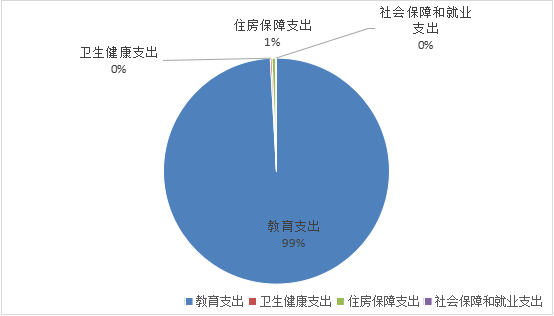 住房保障支出
1%
社会保障和就业
支出
0%
卫生健康支出
0%
教育支出
99%
教育支出 卫生健康支出 住房保障支出 社会保障和就业支出